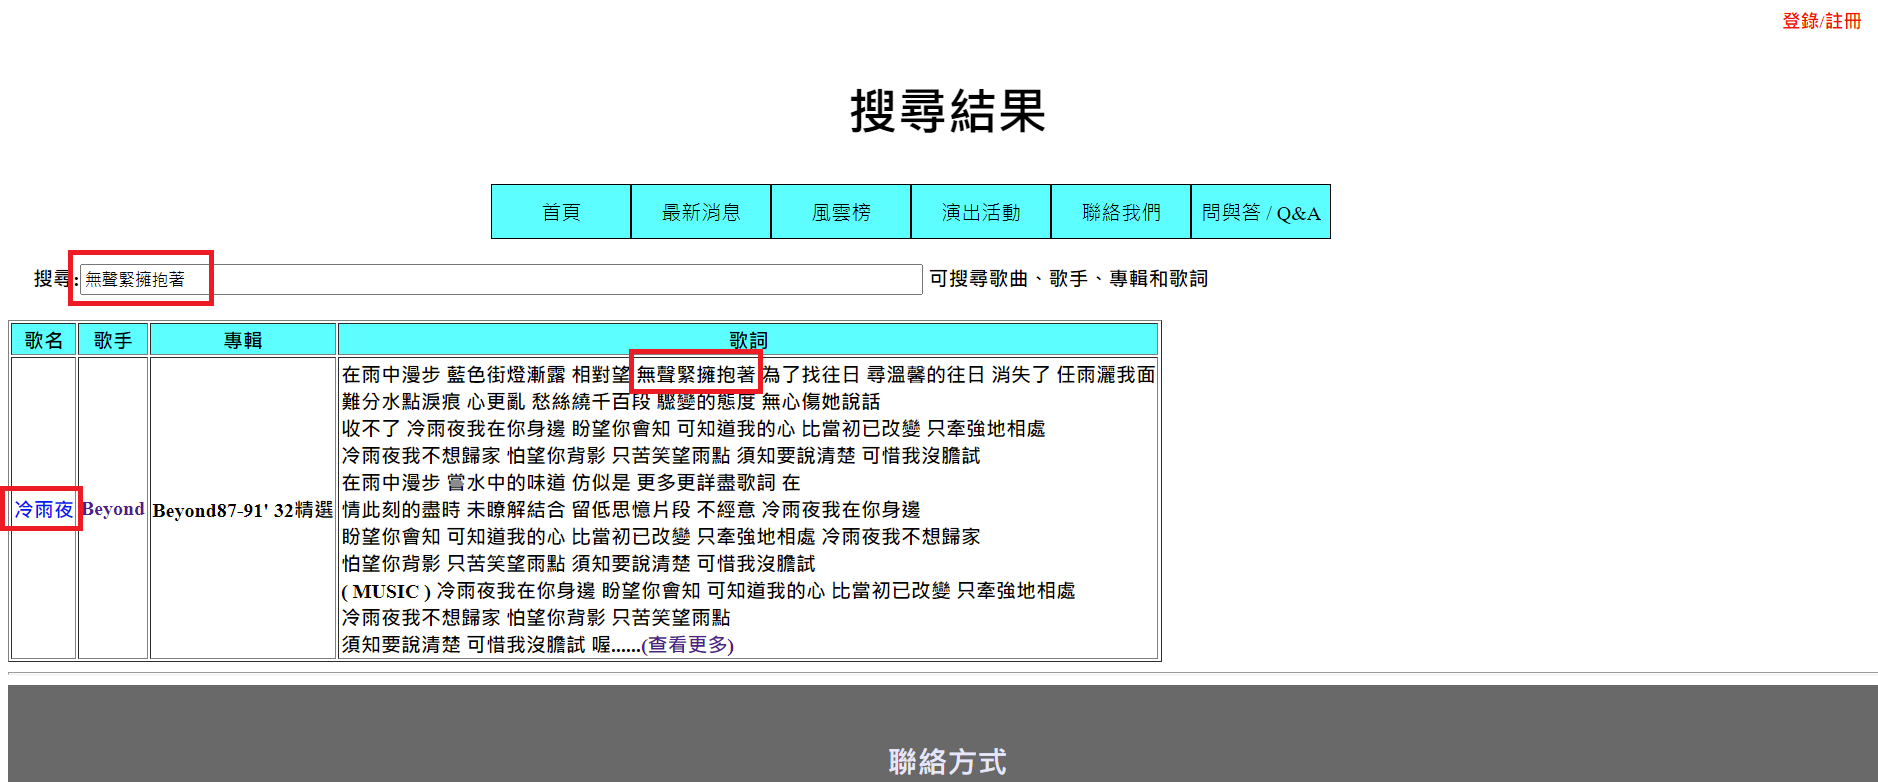 登錄/註冊
搜尋結果
首頁 最新消息 風雲榜 演出活動 聯絡我們 問與答 / Q&A
搜尋: 無聲緊擁抱著 可搜尋歌曲、歌手、專輯和歌詞
歌名 歌手 專輯 歌詞
冷雨夜 Beyond Beyond87-91' 32精選
在雨中漫步 藍色街燈漸露 相對望 無聲緊擁抱著 為了找往日 尋溫馨的往日 消失了 任雨灑我面
難分水點淚痕 心更亂 愁絲繞千百段 驟變的態度 無心傷她說話
收不了 冷雨夜我在你身邊 盼望你會知 可知道我的心 比當初已改變 只牽強地相處
冷雨夜我不想歸家 怕望你背影 只苦笑望雨點 須知要說清楚 可惜我沒膽試
在雨中漫步 嘗水中的味道 仿似是 更多更詳盡歌詞 在
情此刻的盡時 未瞭解結合 留低思憶片段 不經意 冷雨夜我在你身邊
盼望你會知 可知道我的心 比當初已改變 只牽強地相處 冷雨夜我不想歸家
怕望你背影 只苦笑望雨點 須知要說清楚 可惜我沒膽試
( MUSIC ) 冷雨夜我在你身邊 盼望你會知 可知道我的心 比當初已改變 只牽強地相處
冷雨夜我不想歸家 怕望你背影 只苦笑望雨點
須知要說清楚 可惜我沒膽試 喔......(查看更多)
聯絡方式